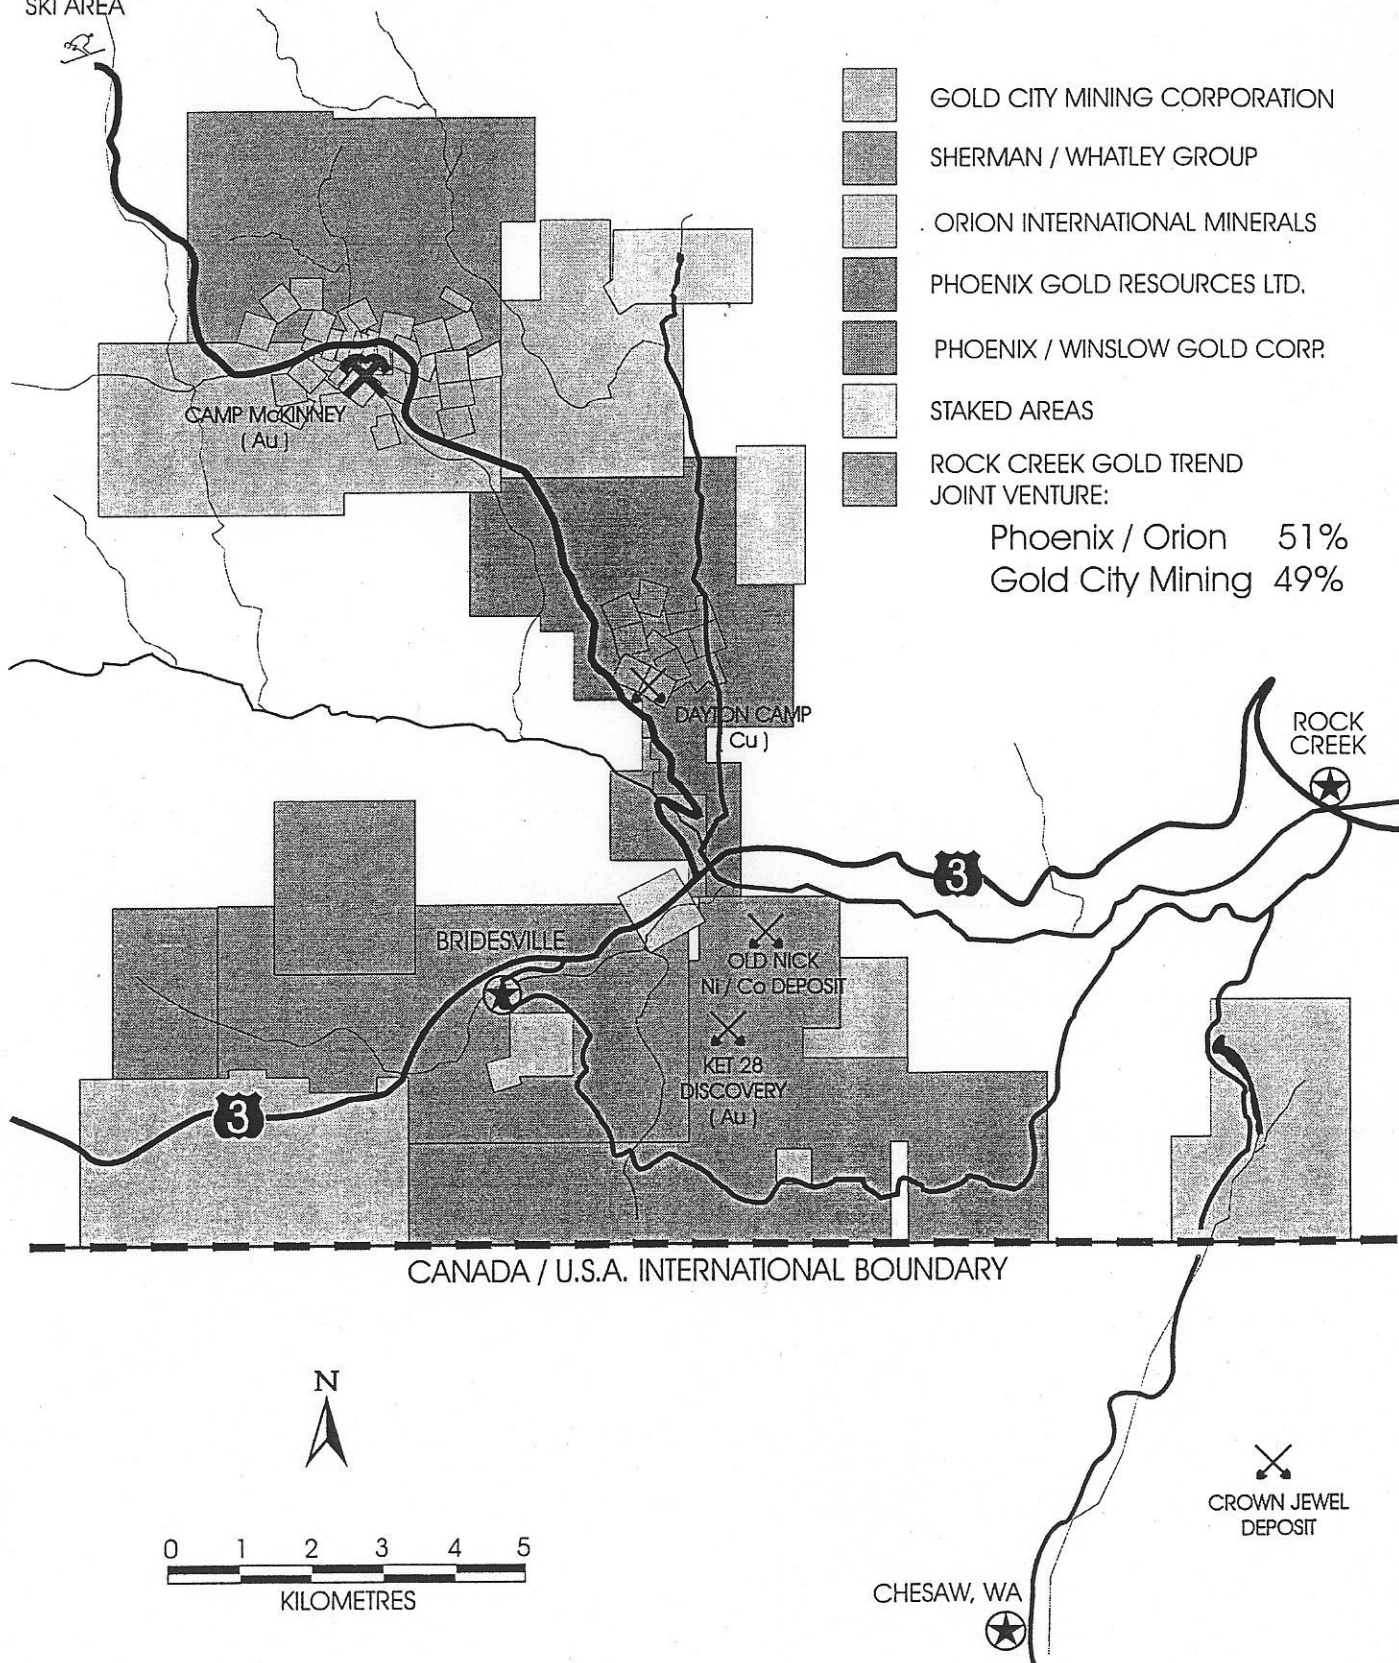 SKI AREA
GOLD CITY MINING CORPORATION
SHERMAN / WHATLEY GROUP
ORION INTERNATIONAL MINERALS
PHOENIX GOLD RESOURCES LTD.
PHOENIX / WINSLOW GOLD CORP.
STAKED AREAS
ROCK CREEK GOLD TREND
JOINT VENTURE:
Phoenix / Orion 51%
Gold City Mining 49%
CAMP McKINNEY
(Au)
DAYTON CAMP
(Cu)
ROCK
CREEK
3
BRIDESVILLE
OLD NICK
Ni / Co DEPOSIT
KET 28
DISCOVERY
(Au)
3
CANADA / U.S.A. INTERNATIONAL BOUNDARY
N
0 1 2 3 4 5
KILOMETRES
CROWN JEWEL
DEPOSIT
CHESAW, WA